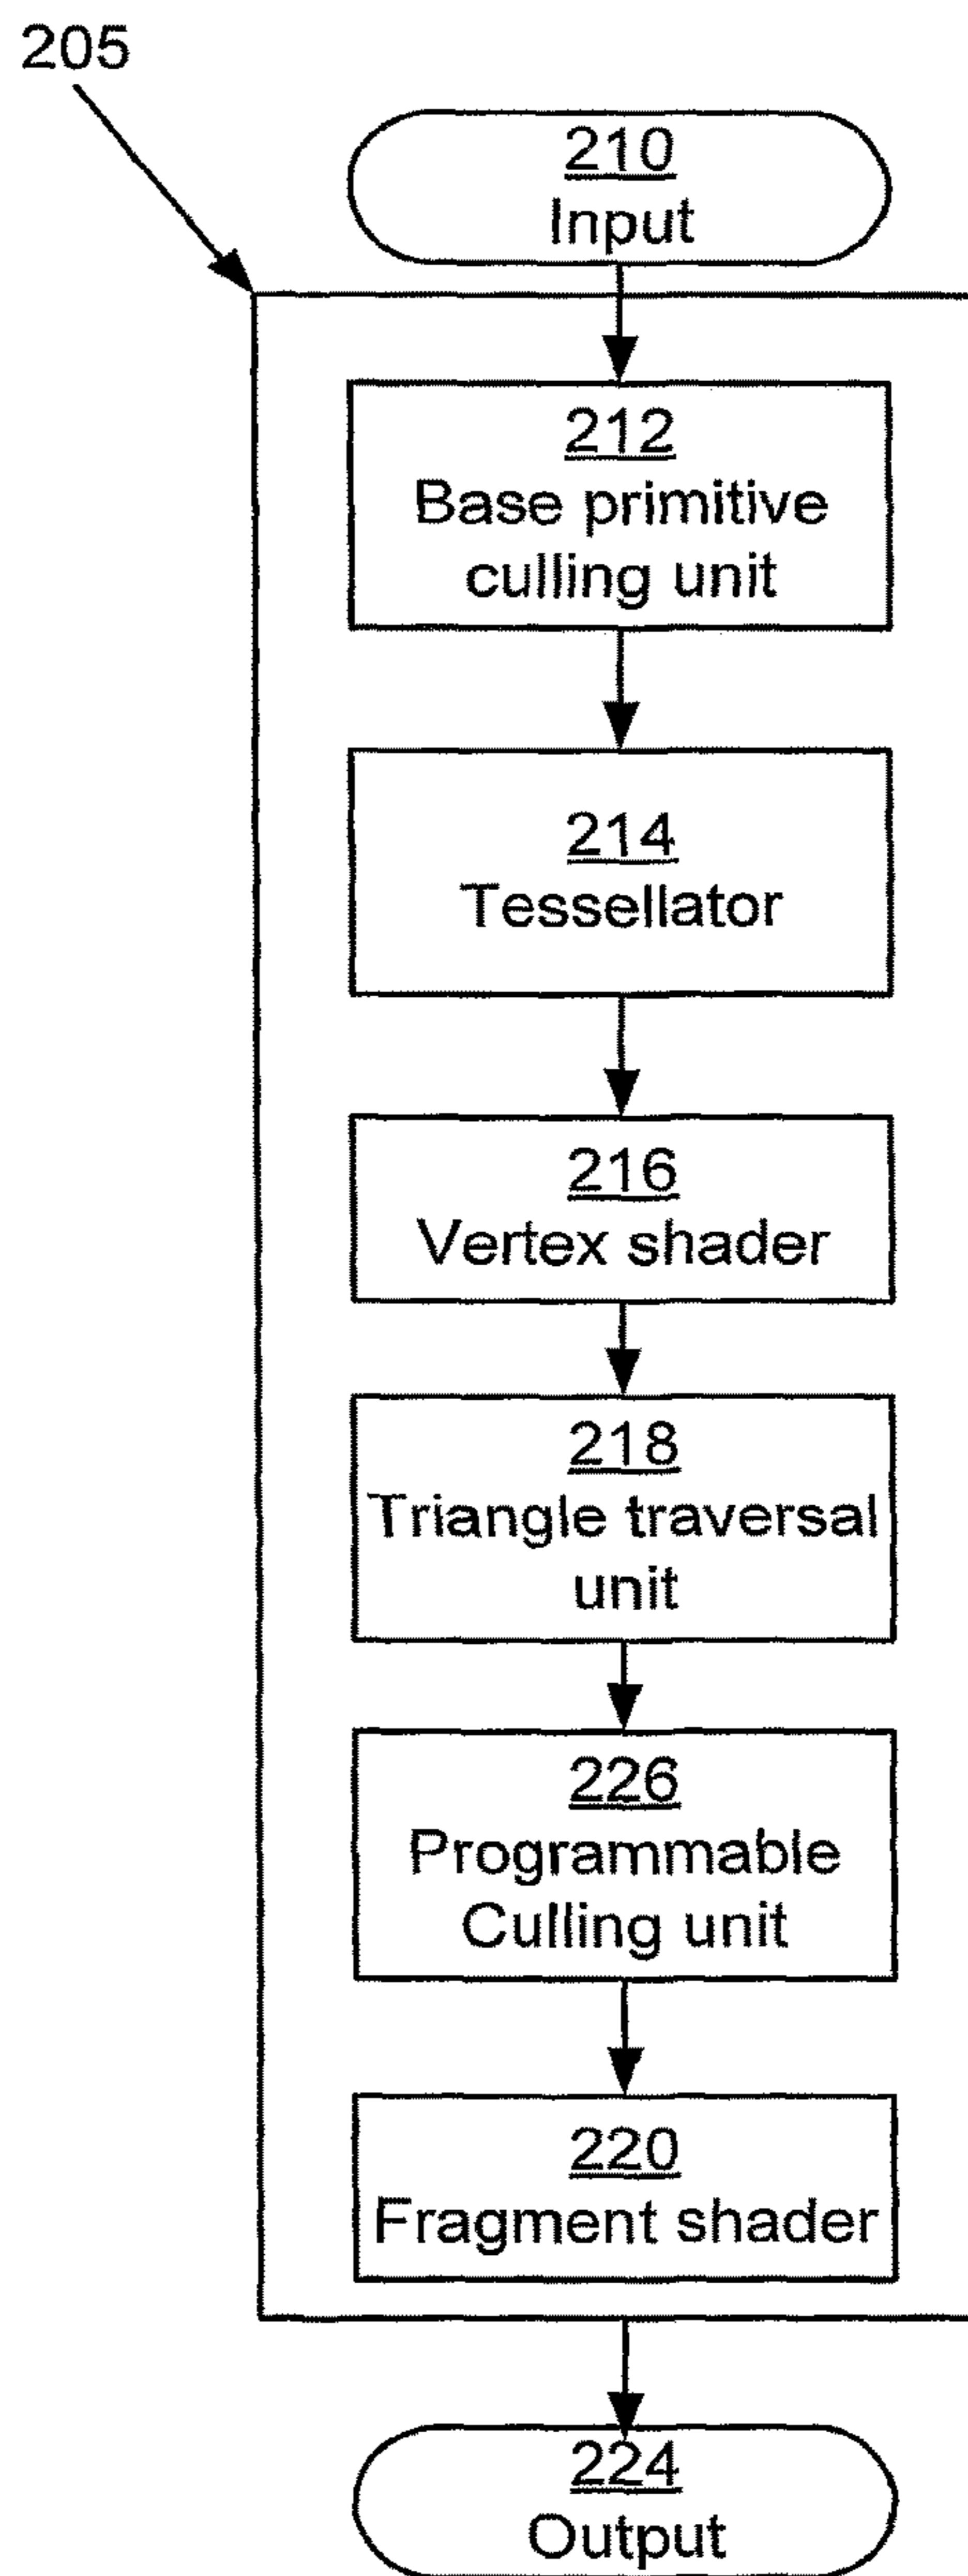 205
210
Input
212
Base primitive
culling unit
214
Tessellator
216
Vertex shader
218
Triangle traversal
unit
226
Programmable
Culling unit
220
Fragment shader
224
Output